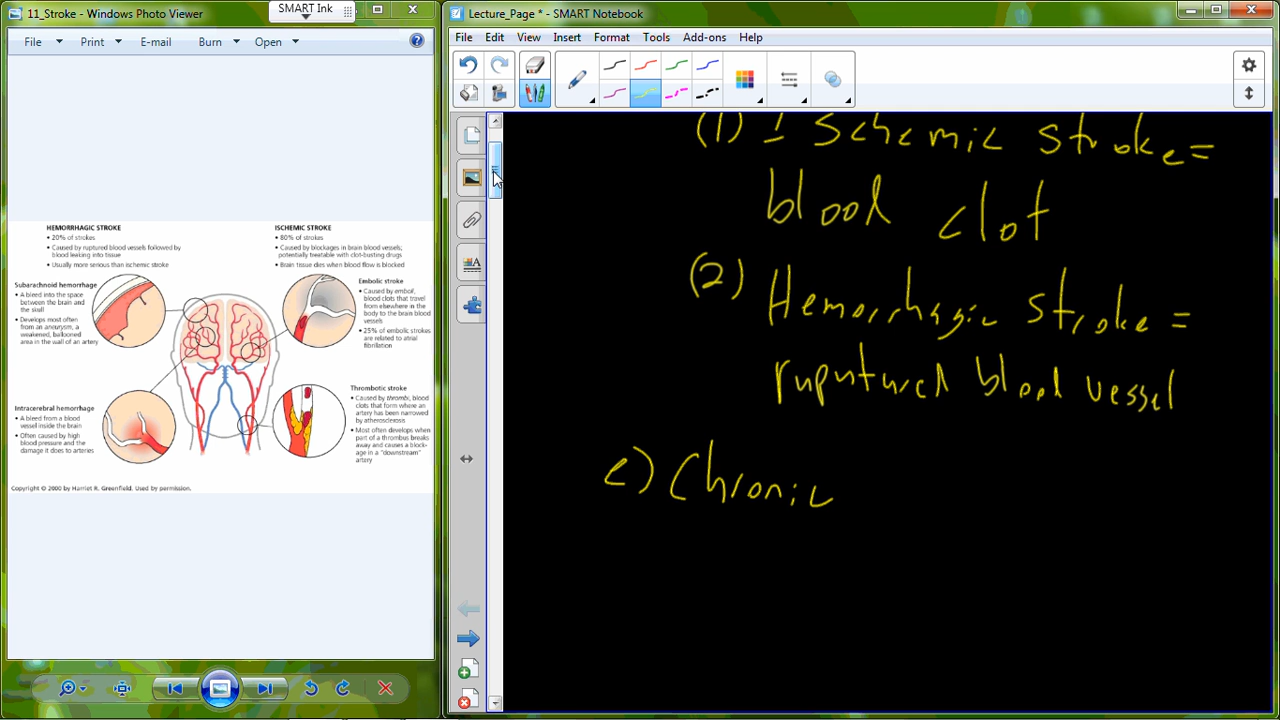 11_Stroke - Windows Photo Viewer
SMART Ink
File Print E-mail Burn Open
HEMORRHAGIC STROKE
• 20% of strokes
• Caused by ruptured blood vessels followed by
blood leaking into tissue
• Usually more serious than ischemic stroke
ISCHEMIC STROKE
• 80% of strokes
• Caused by blockages in brain blood vessels;
potentially treatable with clot-busting drugs
• Brain tissue dies when blood flow is blocked
Subarachnoid hemorrhage
• A bleed into the space
between the brain and
the skull
• Develops most often
from an aneurysm, a
weakened, ballooned
area in the wall of an artery
Embolic stroke
• Caused by emboli,
blood clots that travel
from elsewhere in the
body to the brain blood
vessels
• 25% of embolic strokes
are related to atrial
fibrillation
Intracerebral hemorrhage
• A bleed from a blood
vessel inside the brain
• Often caused by high
blood pressure and the
damage it does to arteries
Thrombotic stroke
• Caused by thrombi, blood
clots that form where an
artery has been narrowed
by atherosclerosis
• Most often develops when
part of a thrombus breaks
away and causes a block-
age in a "downstream"
artery
Copyright © 2000 by Harriet R. Greenfield. Used by permission.
Lecture_Page * - SMART Notebook
File Edit View Insert Format Tools Add-ons Help
(1) Ischemic stroke =
blood clot
(2) Hemorrhagic stroke =
ruputured blood vessel
c) Chronic